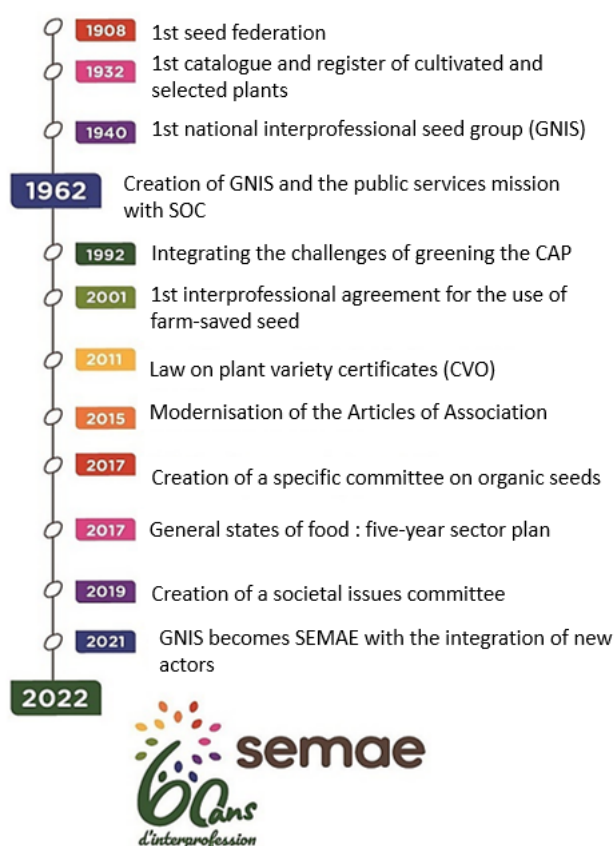 1908 1st seed federation
1932 1st catalogue and register of cultivated and
selected plants
1940 1st national interprofessional seed group (GNIS)
1962 Creation of GNIS and the public services mission
with SOC
1992 Integrating the challenges of greening the CAP
2001 1st interprofessional agreement for the use of
farm-saved seed
2011 Law on plant variety certificates (CVO)
2015 Modernisation of the Articles of Association
2017 Creation of a specific committee on organic seeds
2017 General states of food : five-year sector plan
2019 Creation of a societal issues committee
2021 GNIS becomes SEMAE with the integration of new
actors
2022
semae
60ans
d'interprofession